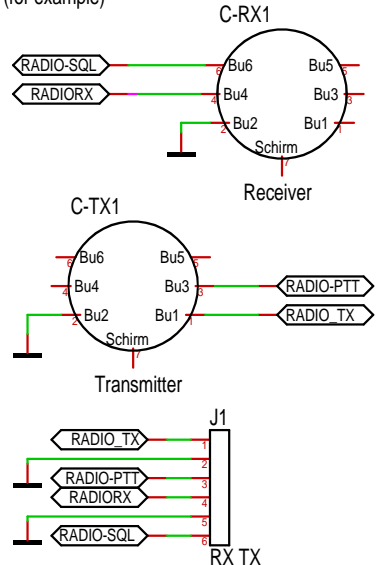 (for example)
C-RX1
RADIO-SQL 6 Bu6 Bu5 5
RADIORX 4 Bu4 Bu3 3
2 Bu2 Bu1 1
Schirm
7
Receiver
C-TX1
6 Bu6 Bu5 5
4 Bu4 Bu3 3 RADIO-PTT
2 Bu2 Bu1 1 RADIO_TX
Schirm
7
Transmitter
J1
RADIO_TX 1
2
RADIO-PTT 3
RADIORX 4
5
RADIO-SQL 6
RX TX